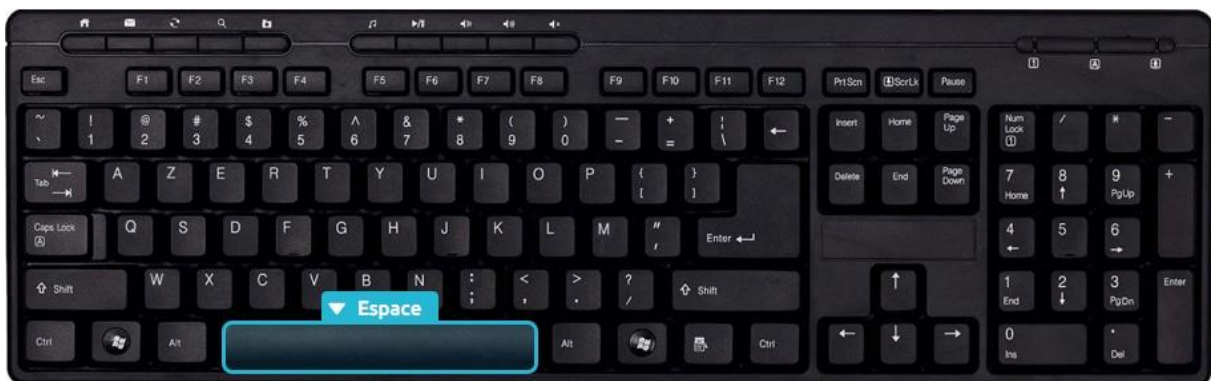 Esc F1 F2 F3 F4 F5 F6 F7 F8 F9 F10 F11 F12 PrtScn ScrLk Pause 1 A
~ ` ! 1 @ 2 # 3 $ 4 % 5 ^ 6 & 7 * 8 ( 9 ) 0 — - + = ¦ \ ← Insert Home Page Up Num Lock 1 / * -
Tab A Z E R T Y U I O P { [ } ] Delete End Page Down 7 Home 8 ↑ 9 PgUp +
Caps Lock A Q S D F G H J K L M " ' Enter 4 ← 5 6 →
Shift W X C V B N : ; < , > . ? / Shift ↑ 1 End 2 ↓ 3 PgDn Enter
Espace
Ctrl Alt Alt Ctrl ← ↓ → 0 Ins . Del